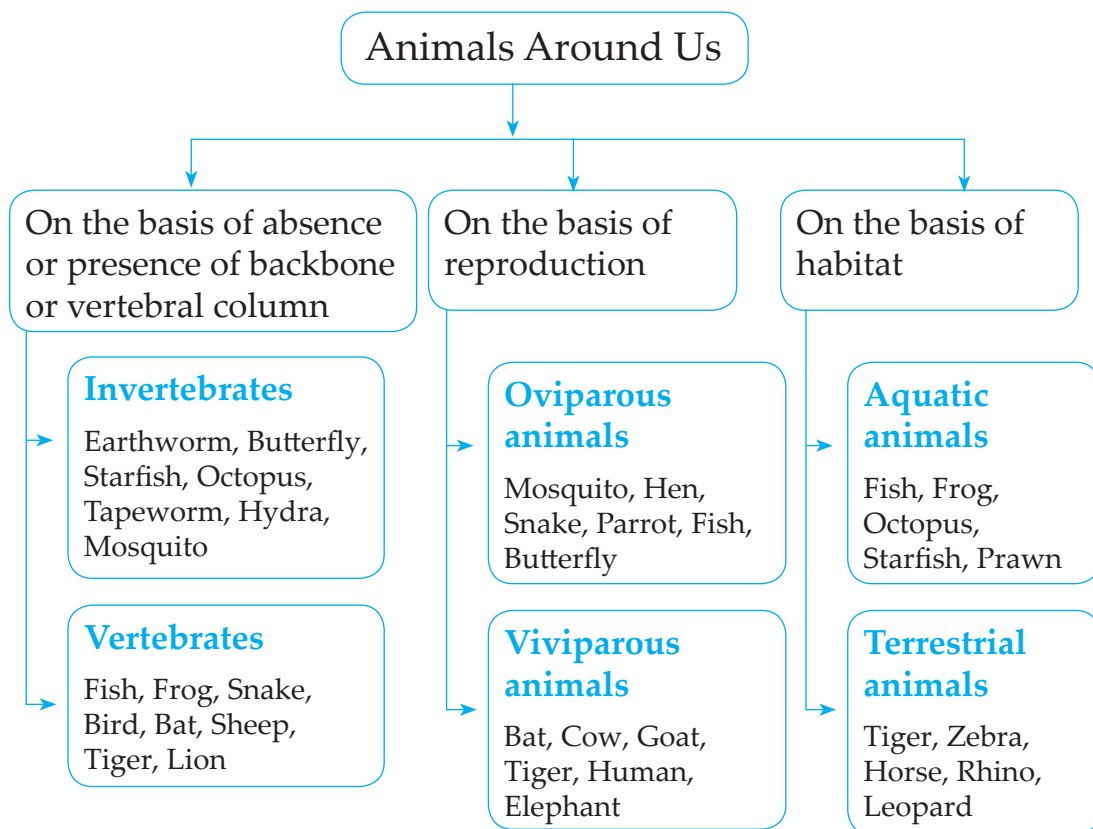 Animals Around Us
On the basis of absence
or presence of backbone
or vertebral column
Invertebrates
Earthworm, Butterfly,
Starfish, Octopus,
Tapeworm, Hydra,
Mosquito
Vertebrates
Fish, Frog, Snake,
Bird, Bat, Sheep,
Tiger, Lion
On the basis of
reproduction
Oviparous
animals
Mosquito, Hen,
Snake, Parrot, Fish,
Butterfly
Viviparous
animals
Bat, Cow, Goat,
Tiger, Human,
Elephant
On the basis of
habitat
Aquatic
animals
Fish, Frog,
Octopus,
Starfish, Prawn
Terrestrial
animals
Tiger, Zebra,
Horse, Rhino,
Leopard